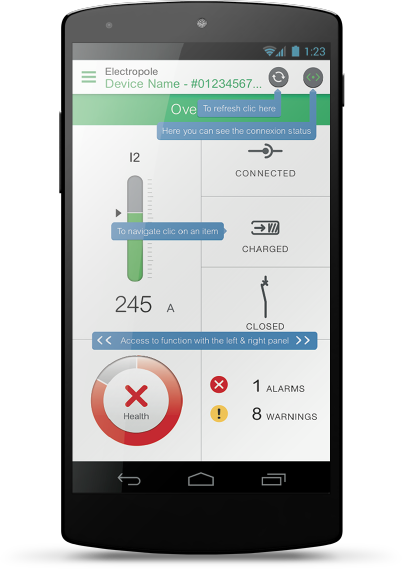 1:23
Electropole
Device Name - #01234567...
To refresh clic here
Ove
Here you can see the connexion status
I2
CONNECTED
To navigate clic on an item
CHARGED
245 A
CLOSED
Access to function with the left & right panel
Health
1 ALARMS
8 WARNINGS